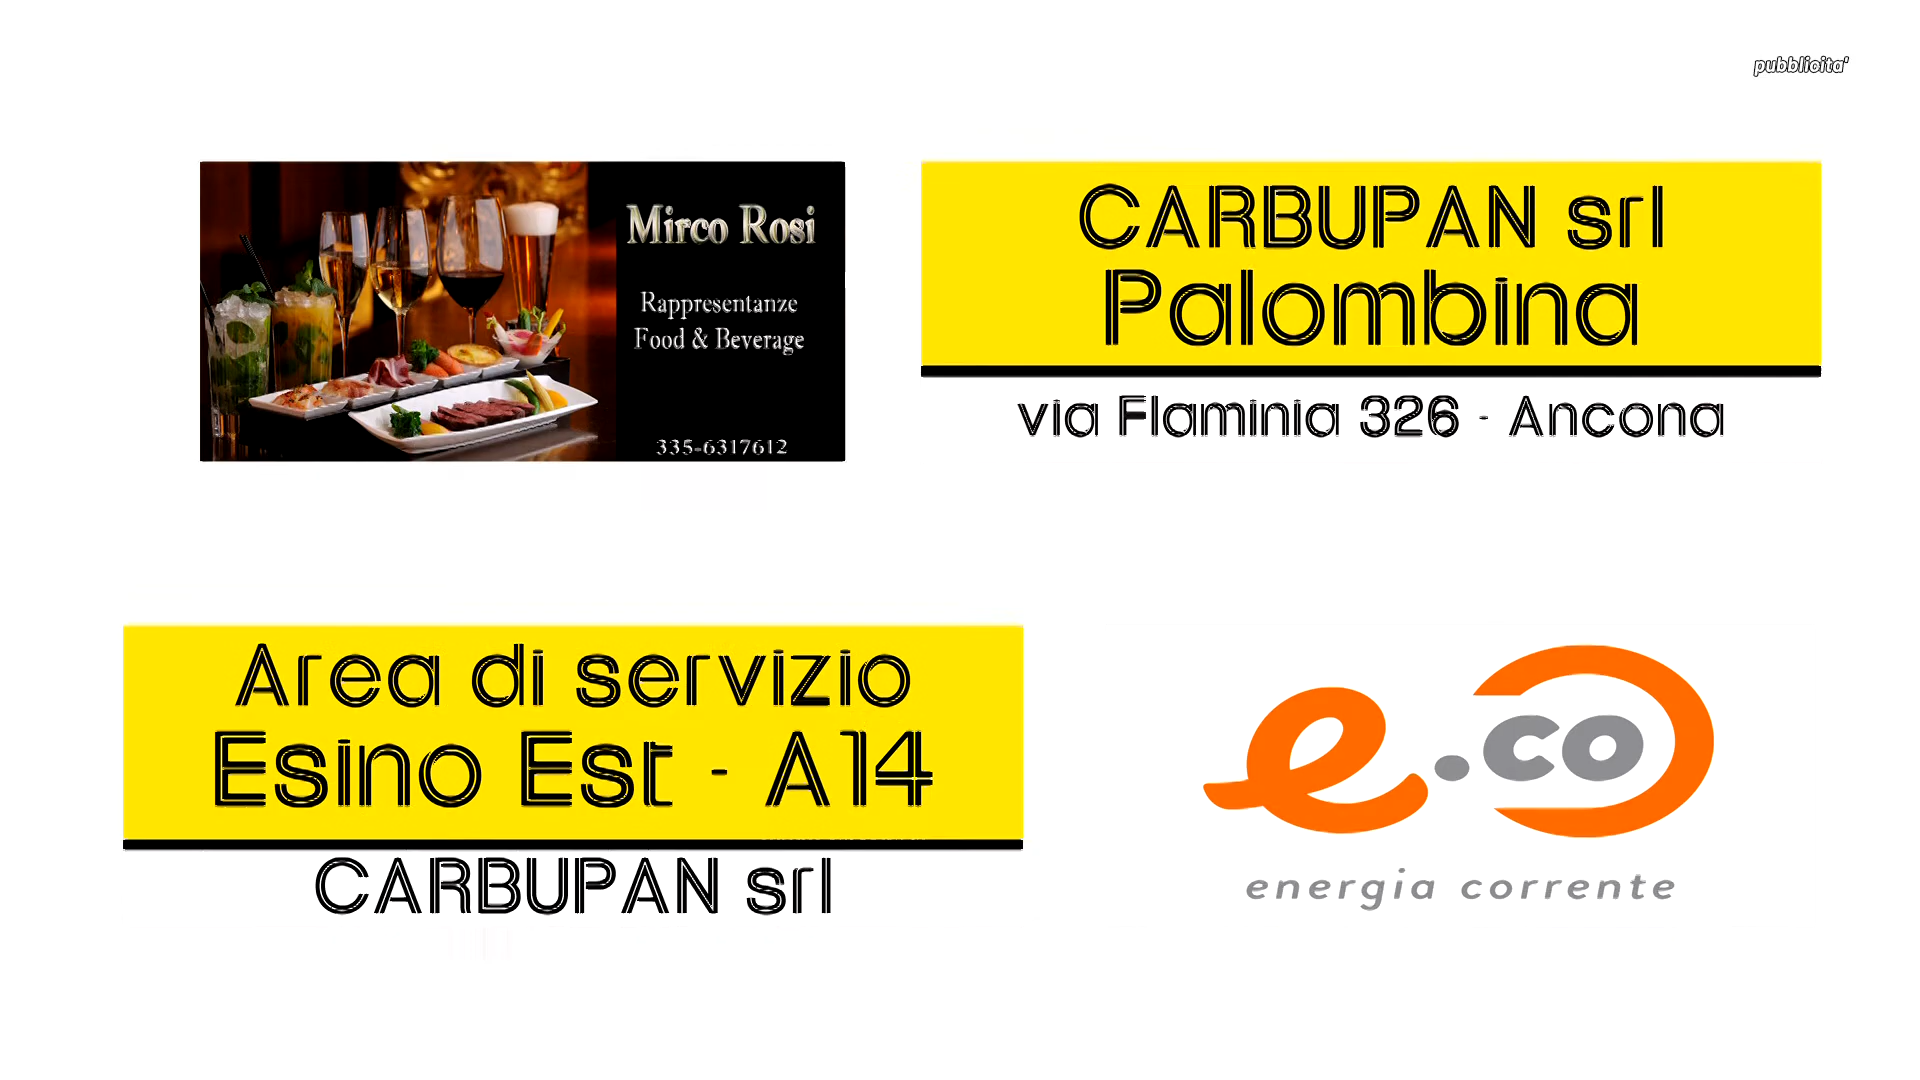 pubblicita'
Mirco Rosi
Rappresentanze
Food & Beverage
335-6317612
CARBUPAN srl
Palombina
via Flaminia 326 - Ancona
Area di servizio
Esino Est - A14
CARBUPAN srl
e.co
energia corrente